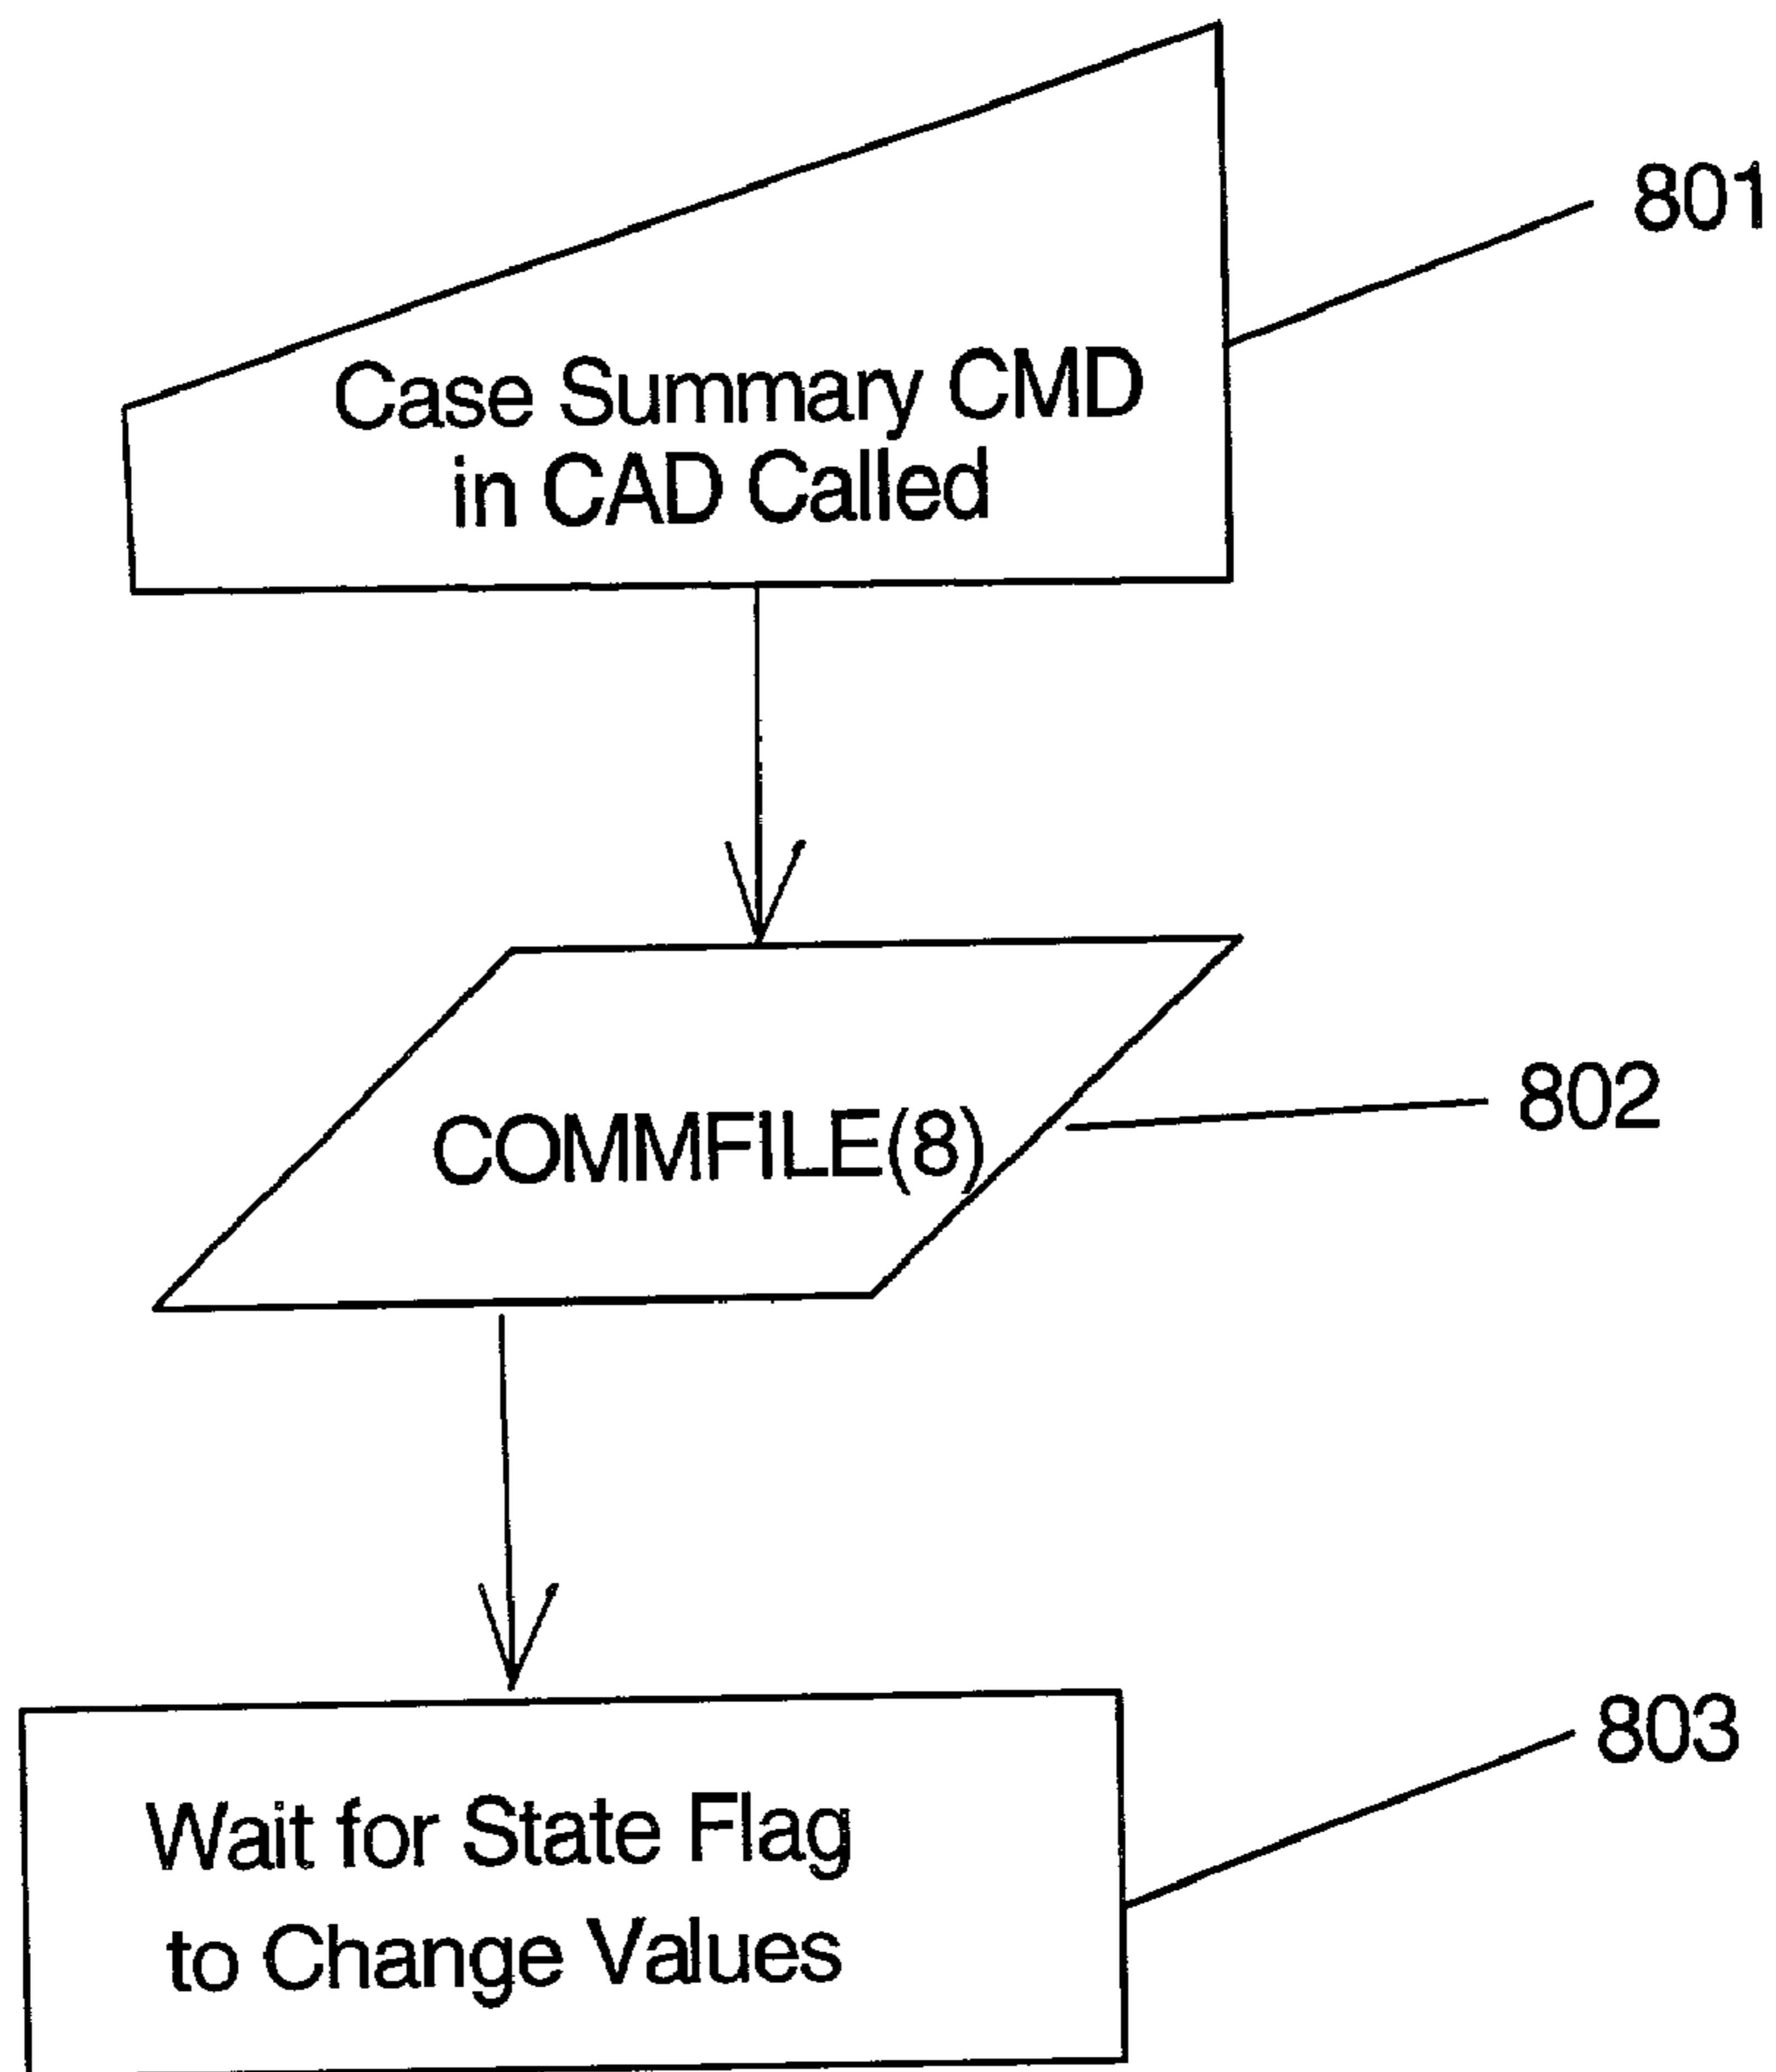 801
Case Summary CMD
in CAD Called
802
COMMFILE(8)
803
Wait for State Flag
to Change Values